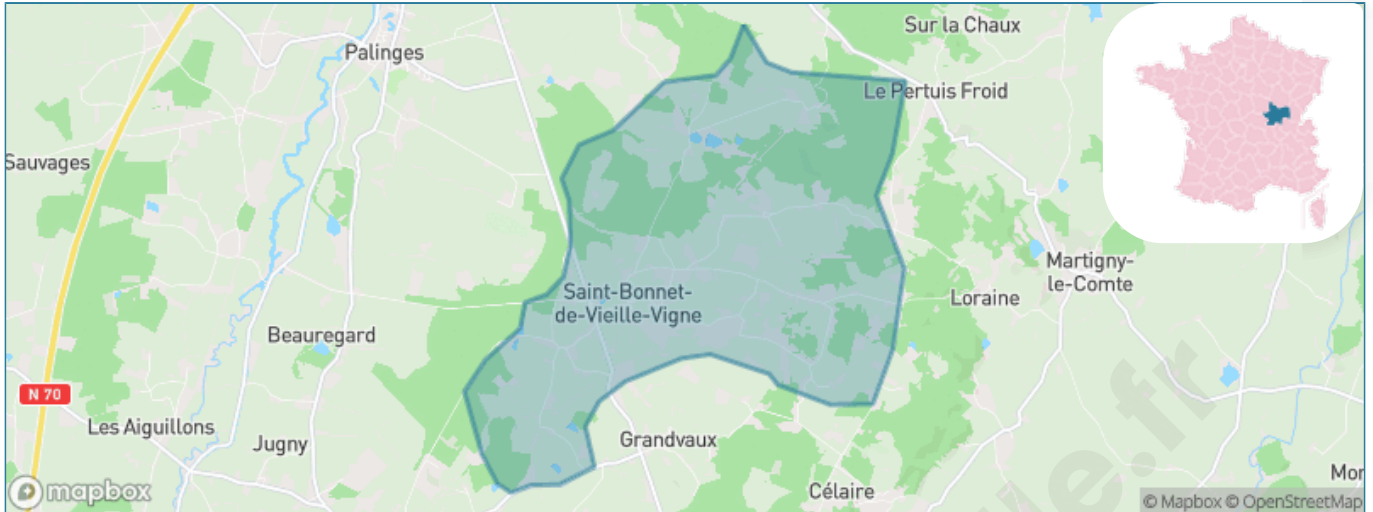 Sur la Chaux
Palinges
Le Pertuis Froid
Sauvages
Martigny-
le-Comte
Saint-Bonnet-
de-Vieille-Vigne
Loraine
Beauregard
N 70
Les Aiguillons
Jugny
Grandvaux
Célaire
mapbox
© Mapbox © OpenStreetMap